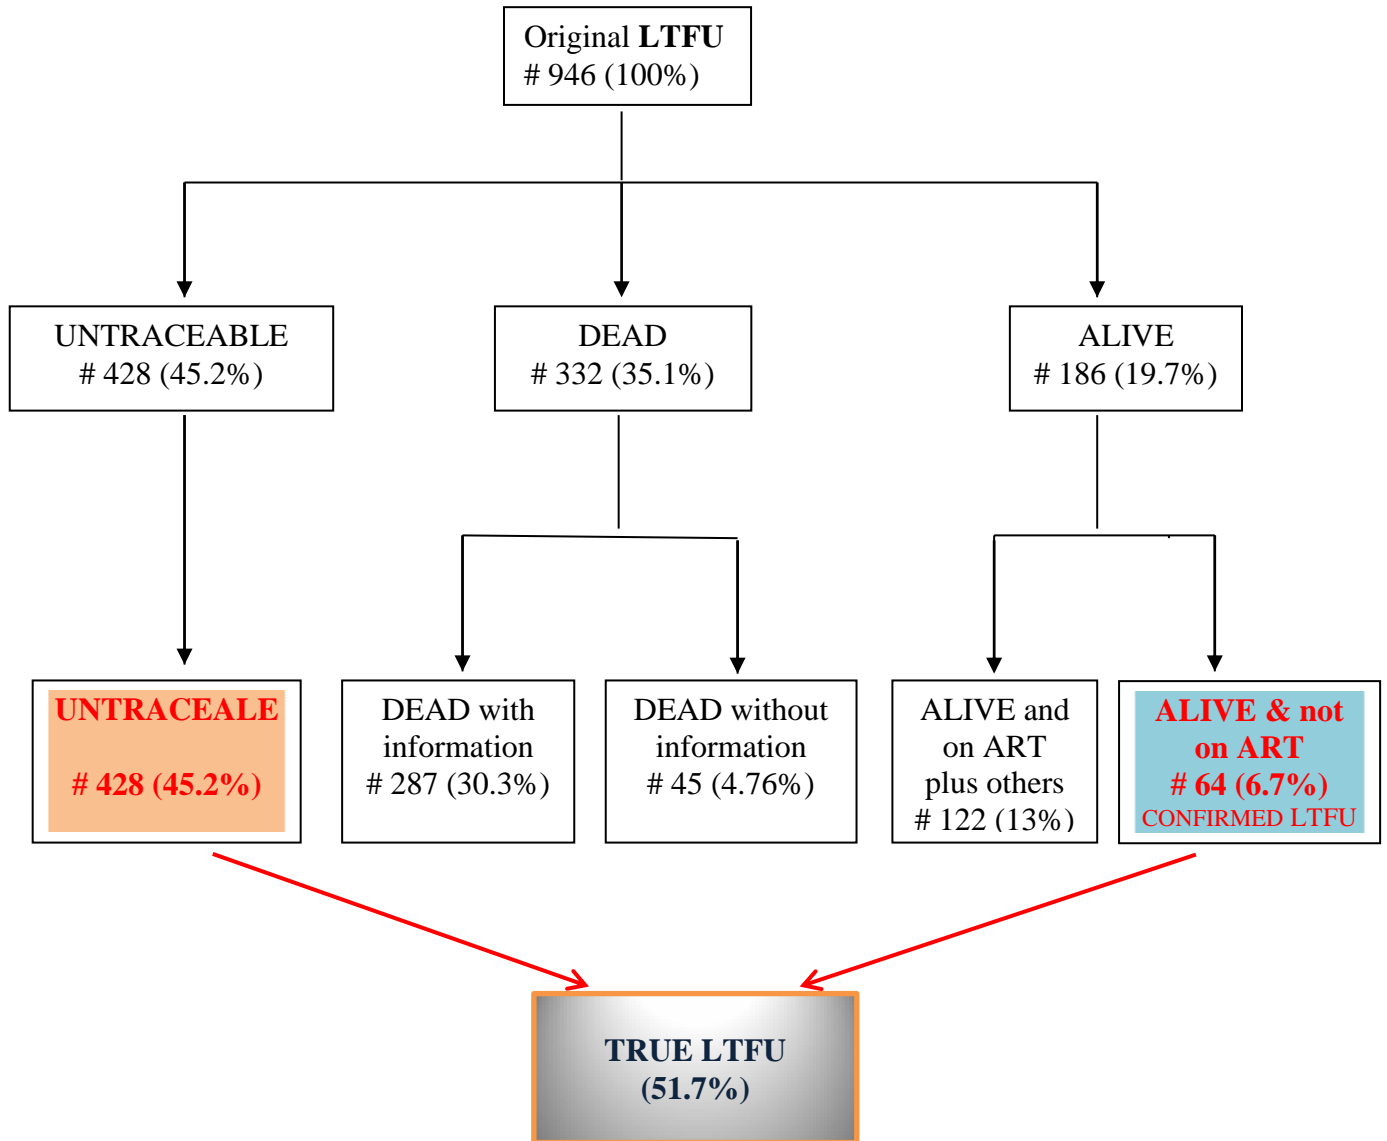 Original LTFU
# 946 (100%)
UNTRACEABLE
# 428 (45.2%)
DEAD
# 332 (35.1%)
ALIVE
# 186 (19.7%)
UNTRACEALE
# 428 (45.2%)
DEAD with
information
# 287 (30.3%)
DEAD without
information
# 45 (4.76%)
ALIVE and
on ART
plus others
# 122 (13%)
ALIVE & not
on ART
# 64 (6.7%)
CONFIRMED LTFU
TRUE LTFU
(51.7%)